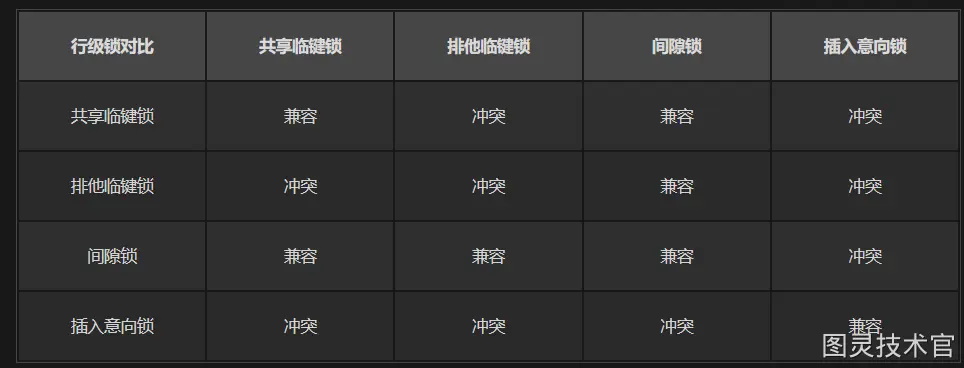 行级锁对比 共享临键锁 排他临键锁 间隙锁 插入意向锁
共享临键锁 兼容 冲突 兼容 冲突
排他临键锁 冲突 冲突 兼容 冲突
间隙锁 兼容 兼容 兼容 冲突
插入意向锁 冲突 冲突 冲突 兼容
图灵技术官